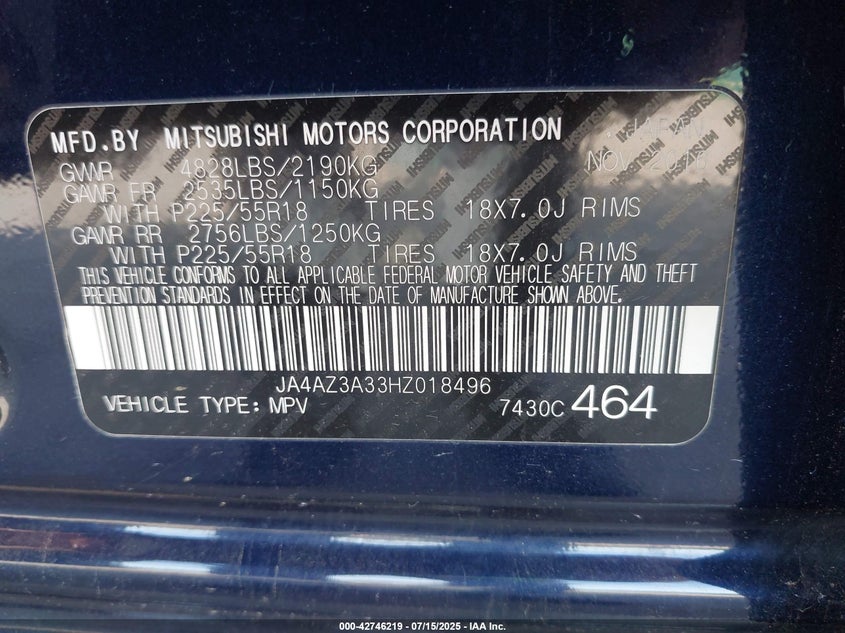 MFD.BY MITSUBISHI MOTORS CORPORATION JAPAN
GVWR 4828LBS/2190KG NOV 2016
GAWR FR 2535LBS/1150KG
WITH P225/55R18 TIRES 18X7.0J RIMS
GAWR RR 2756LBS/1250KG
WITH P225/55R18 TIRES 18X7.0J RIMS
THIS VEHICLE CONFORMS TO ALL APPLICABLE FEDERAL MOTOR VEHICLE SAFETY AND THEFT
PREVENTION STANDARDS IN EFFECT ON THE DATE OF MANUFACTURE SHOWN ABOVE.
JA4AZ3A33HZ018496
VEHICLE TYPE: MPV 7430C 464
000-42746219 - 07/15/2025 - IAA Inc.